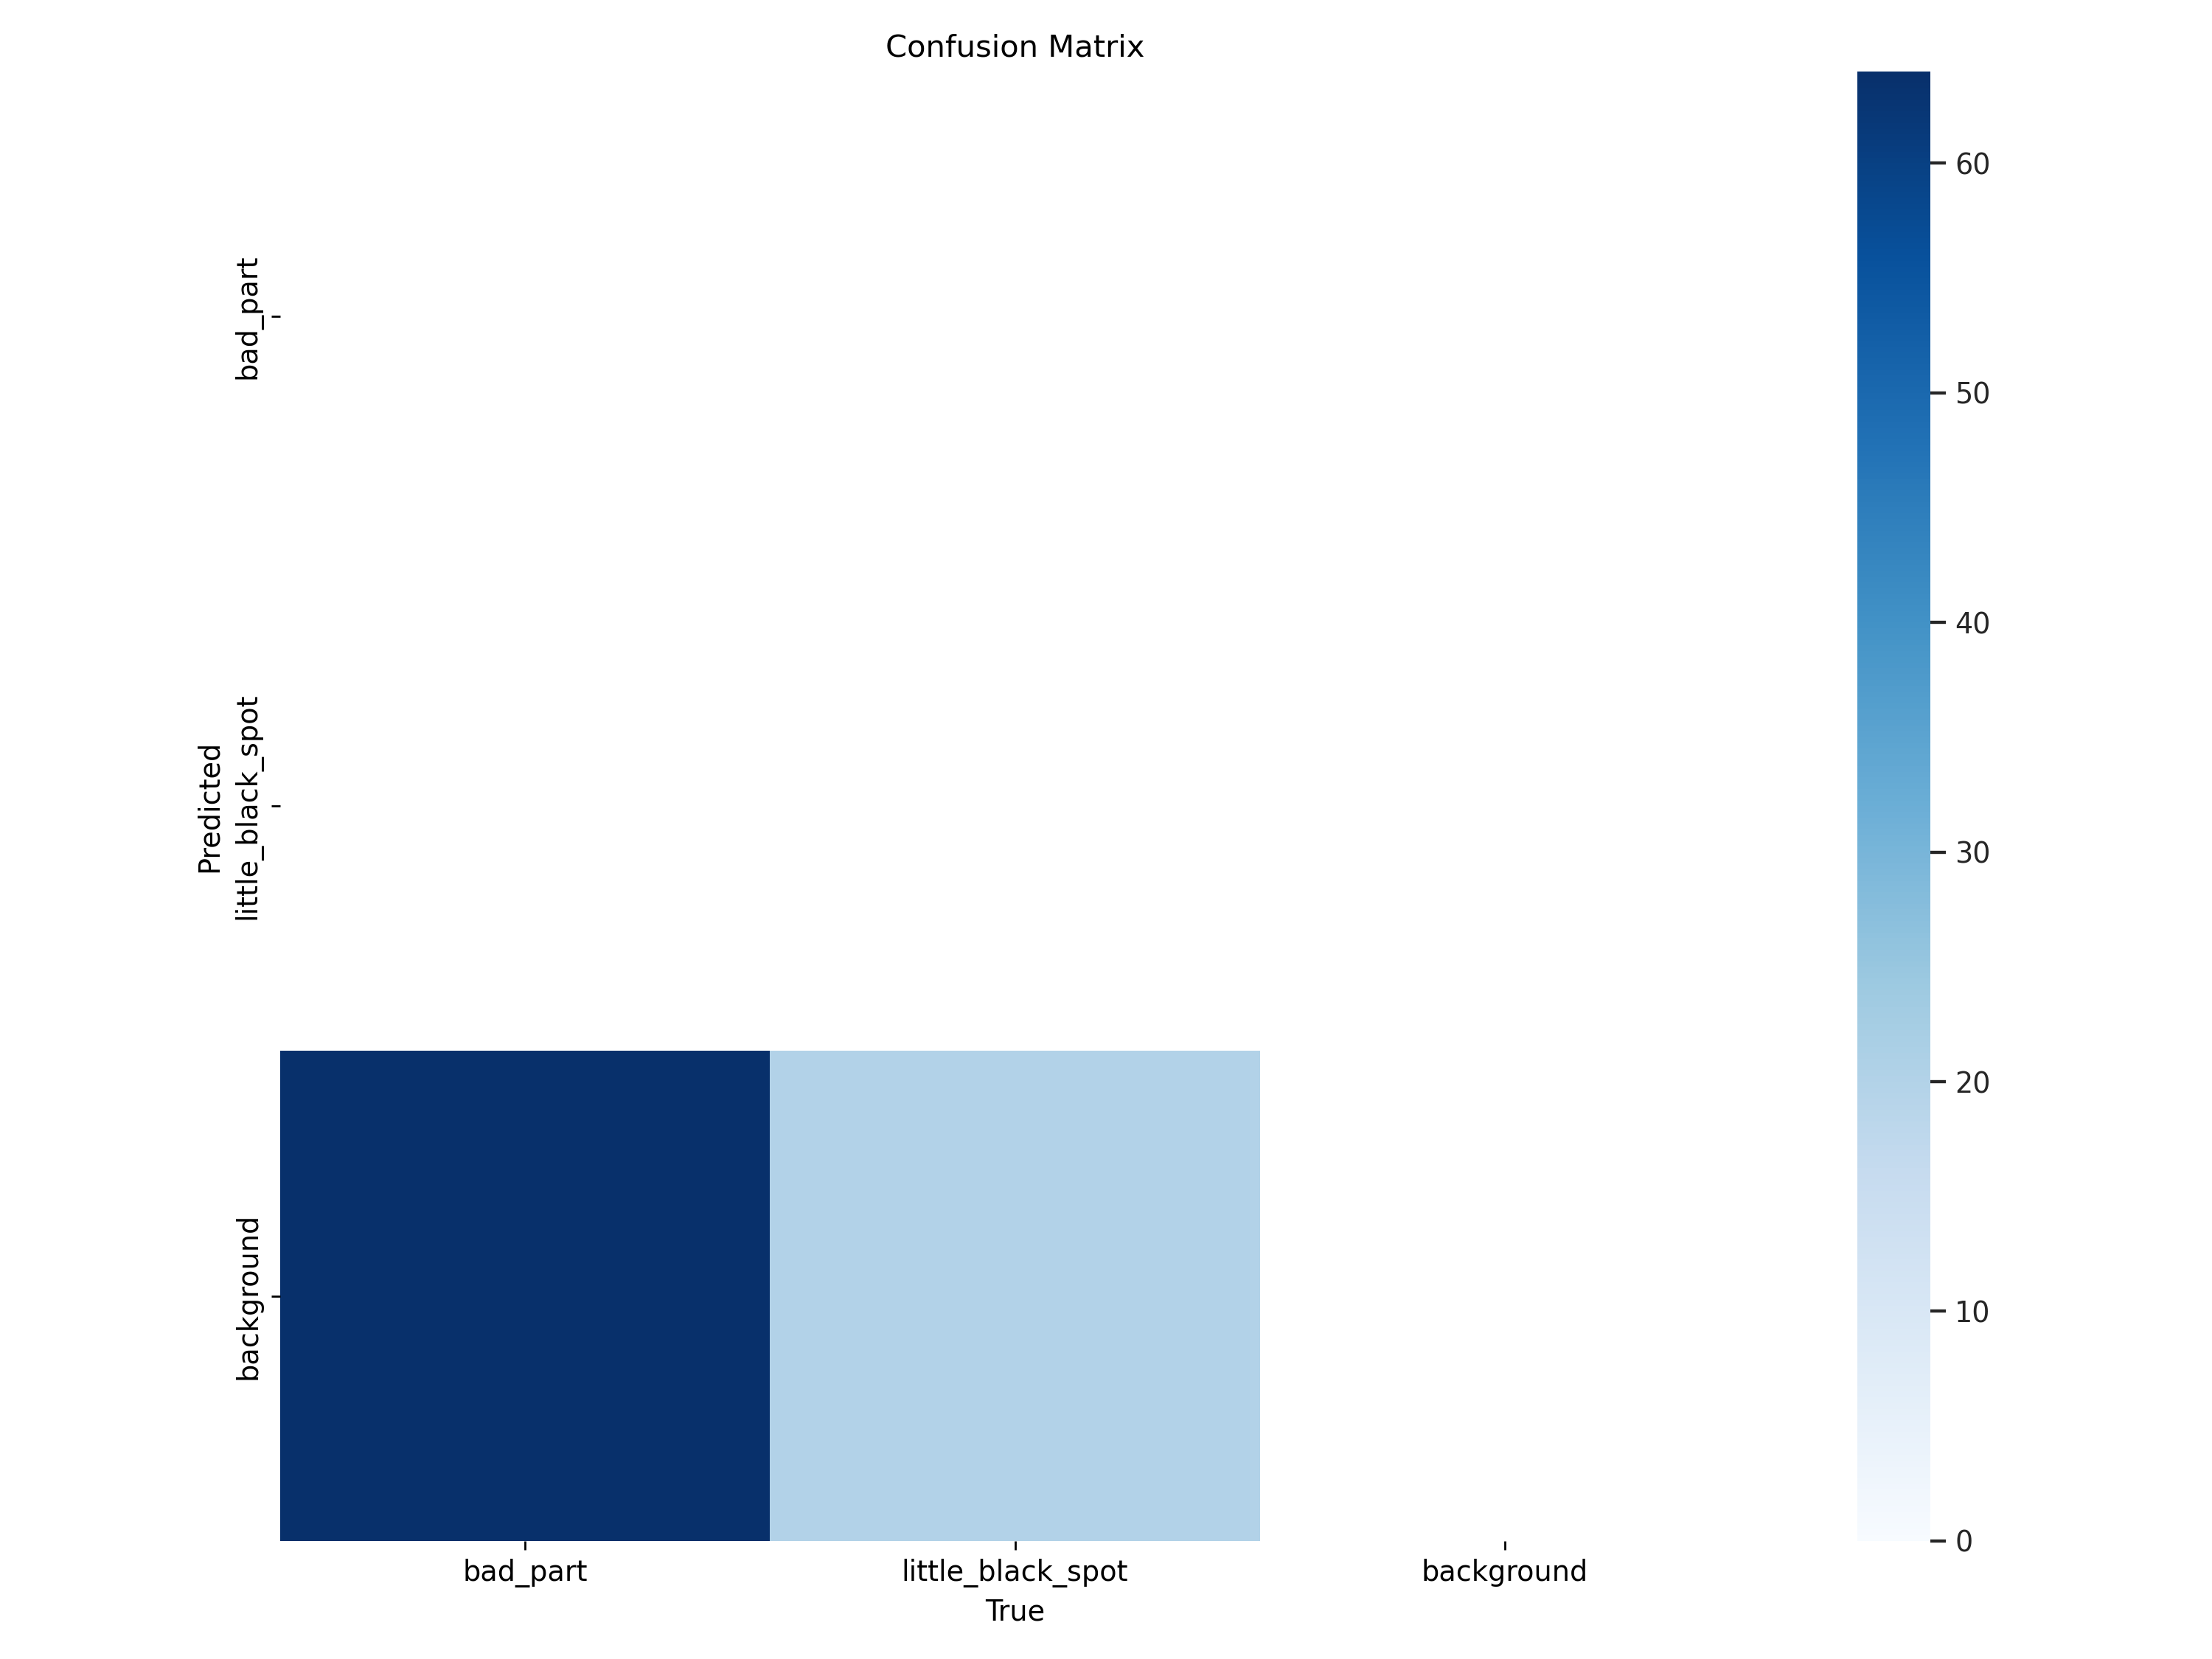 Confusion Matrix
bad_part
little_black_spot
background
Predicted
bad_part
little_black_spot
background
True
60
50
40
30
20
10
0